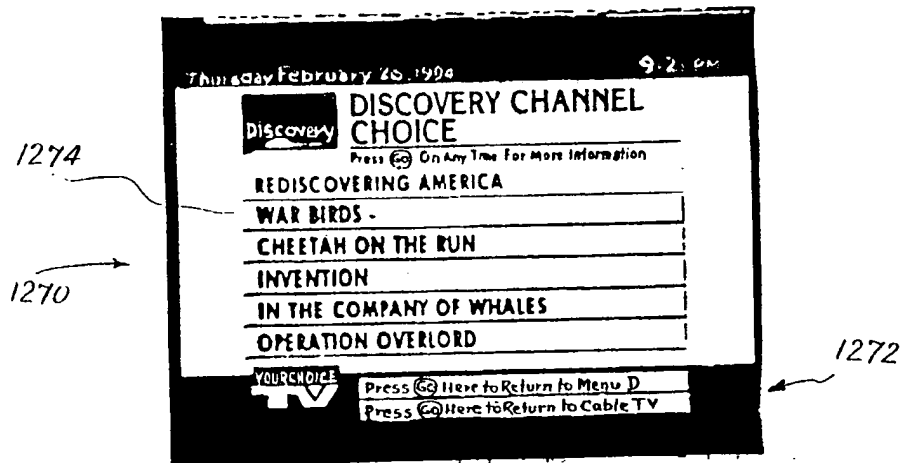 Thursday February 1994
9:2 PM
Discovery
DISCOVERY CHANNEL
CHOICE
Press Go On Any Time For More Information
REDISCOVERING AMERICA
1274
WAR BIRDS -
CHEETAH ON THE RUN
1270
INVENTION
IN THE COMPANY OF WHALES
OPERATION OVERLORD
1272
YOUR CHOICE
TV
Press Go Here to Return to Menu D
Press Go Here to Return to Cable TV